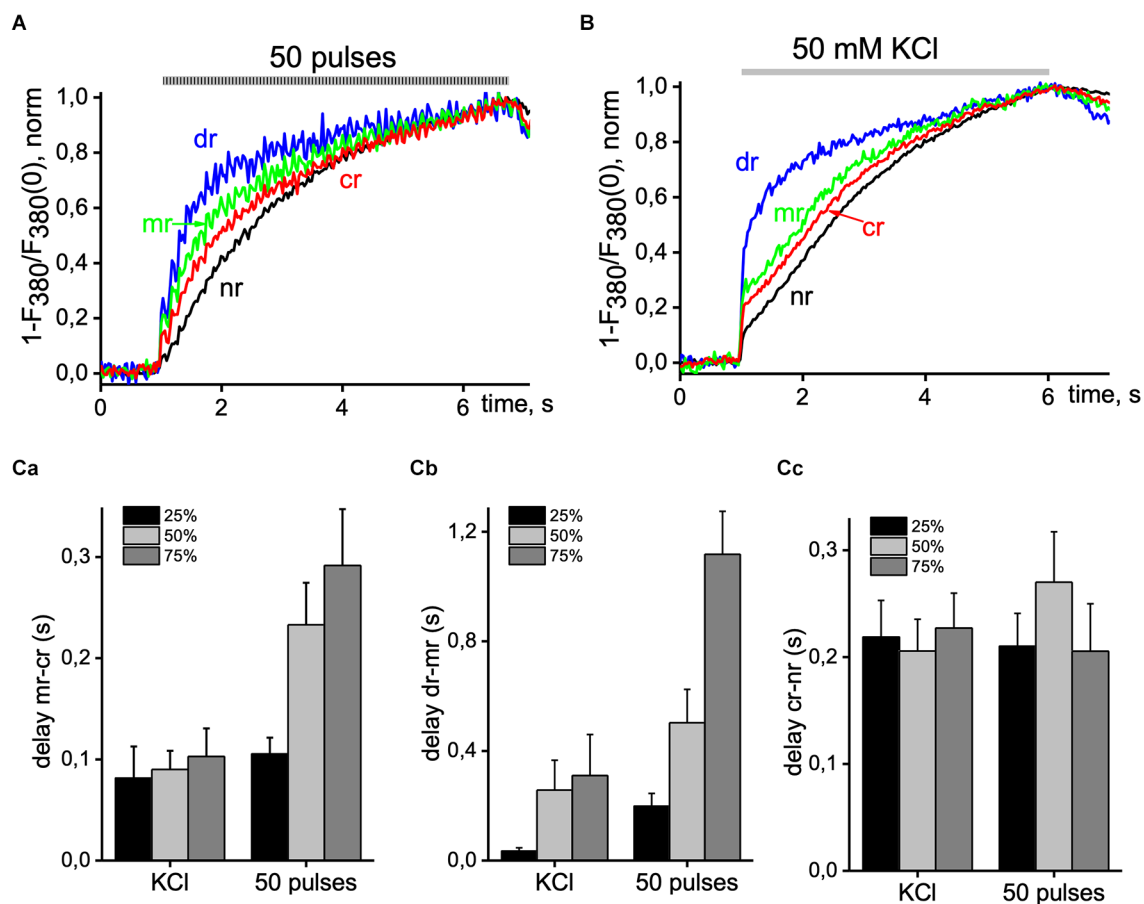 A
50 pulses
1-F380/F380(0), norm
1,0
0,8
0,6
0,4
0,2
0,0
dr
mr
cr
nr
0
2
4
6
time, s
B
50 mM KCl
1-F380/F380(0), norm
1,0
0,8
0,6
0,4
0,2
0,0
dr
mr
cr
nr
0
2
4
6
time, s
Ca
25%
50%
75%
delay mr-cr (s)
0,3
0,2
0,1
0,0
KCl
50 pulses
Cb
25%
50%
75%
delay dr-mr (s)
1,2
0,8
0,4
0,0
KCl
50 pulses
Cc
25%
50%
75%
delay cr-nr (s)
0,3
0,2
0,1
0,0
KCl
50 pulses